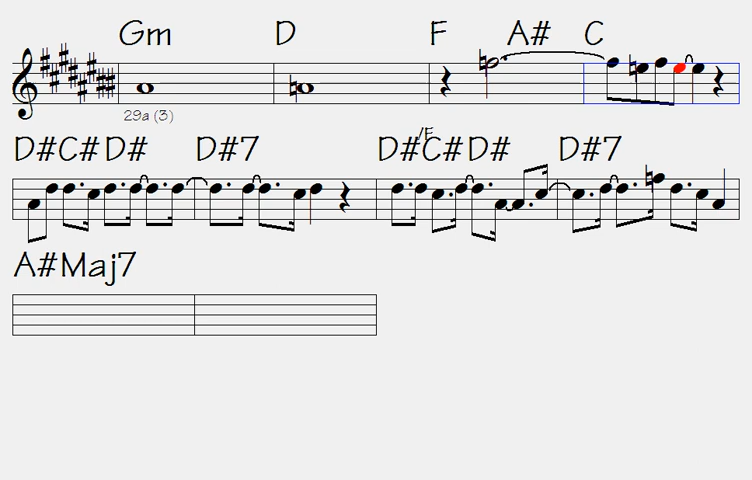 Gm D F A# C
29a (3)
D# C# D# D#7 D# /E C# D# D#7
A#Maj7